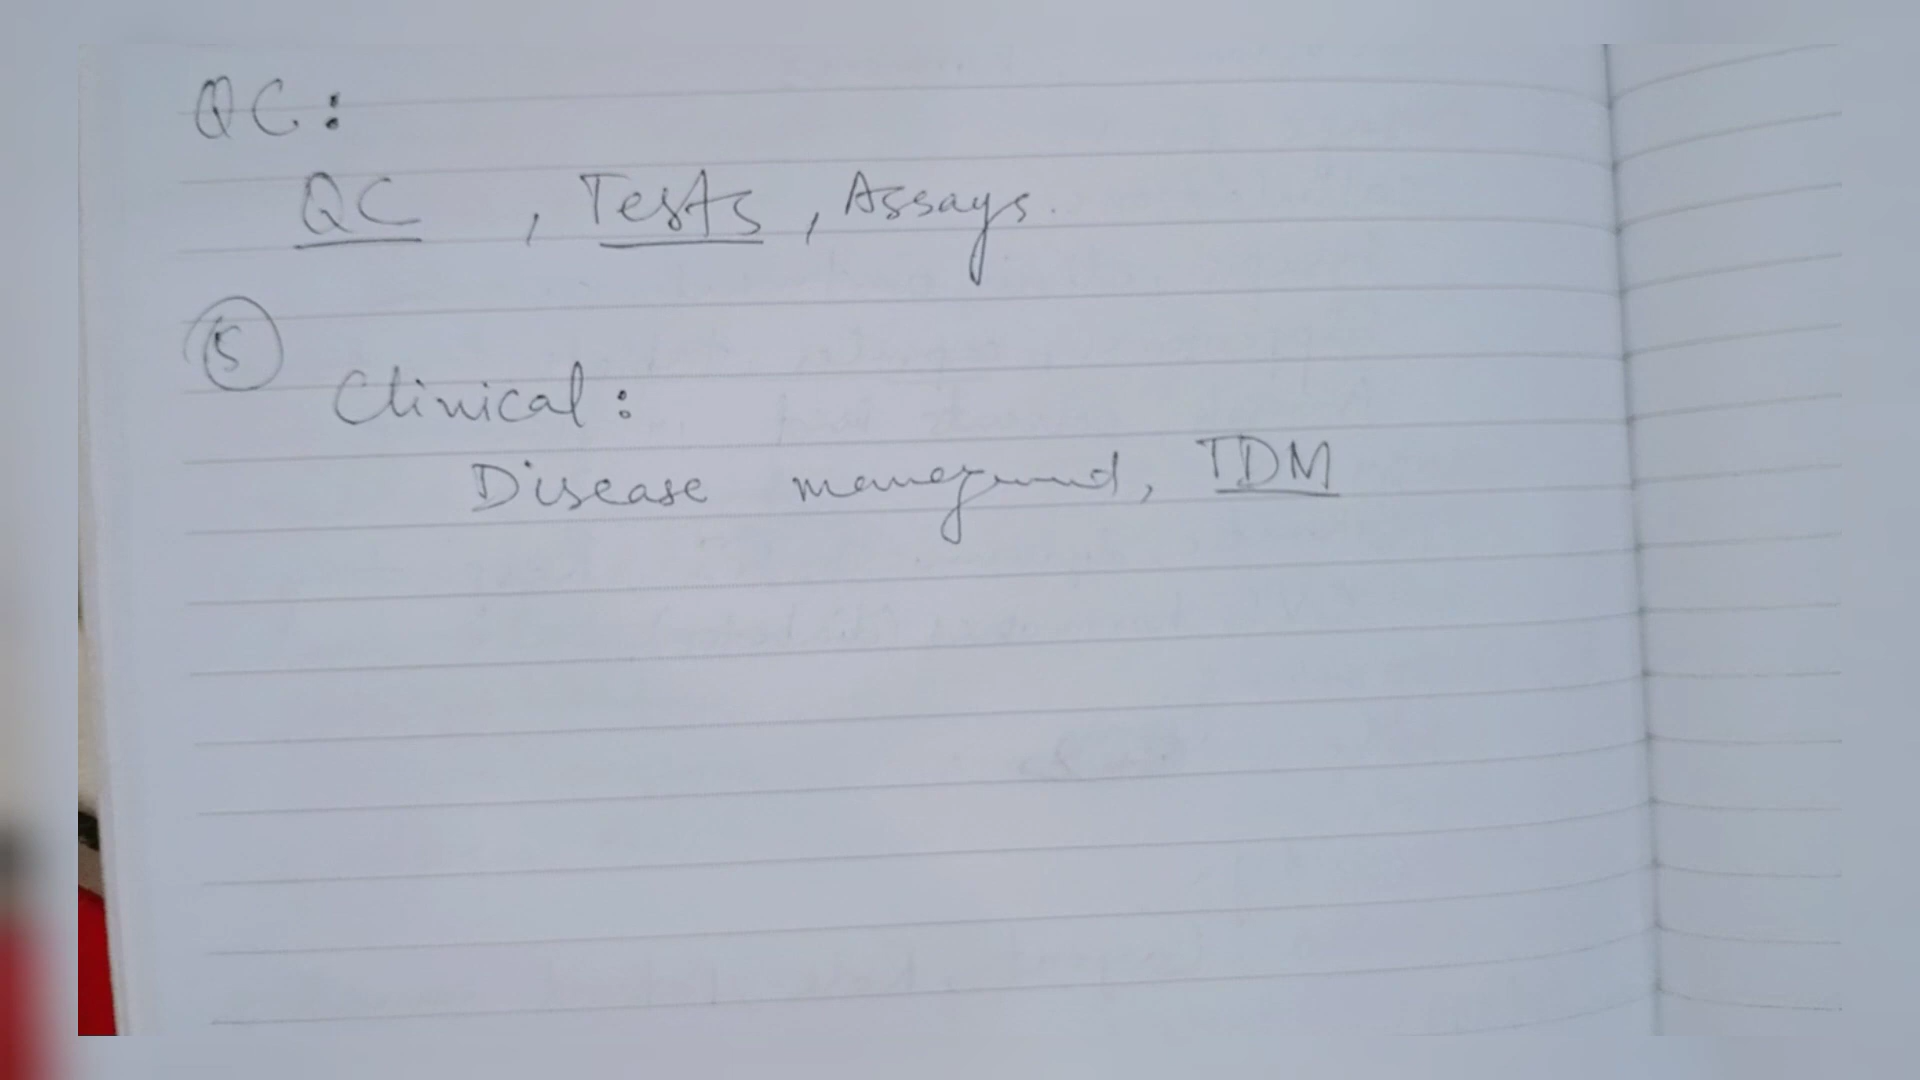 QC:
QC , Tests, Assays.
5
Clinical:
Disease management, TDM